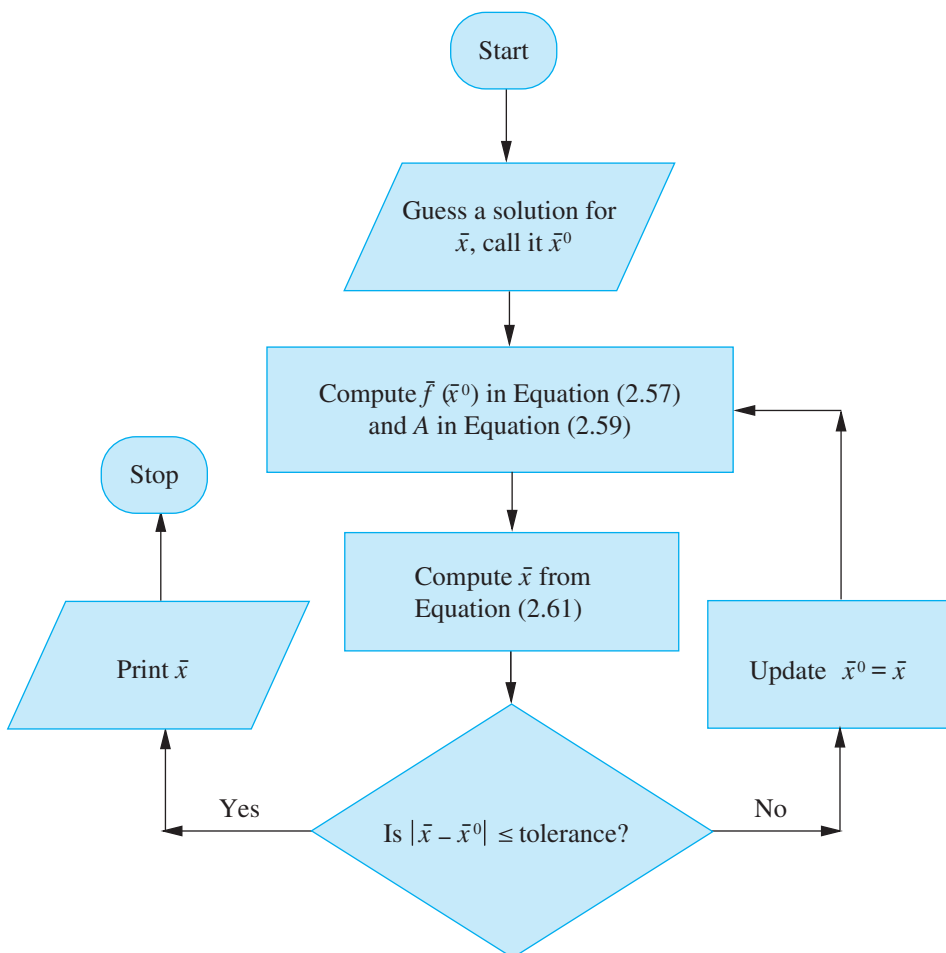 Start
Guess a solution for
x̄, call it x̄⁰
Compute f̄ (x̄⁰) in Equation (2.57)
and A in Equation (2.59)
Stop
Compute x̄ from
Equation (2.61)
Print x̄
Update x̄⁰ = x̄
Yes
No
Is |x̄ – x̄⁰| ≤ tolerance?